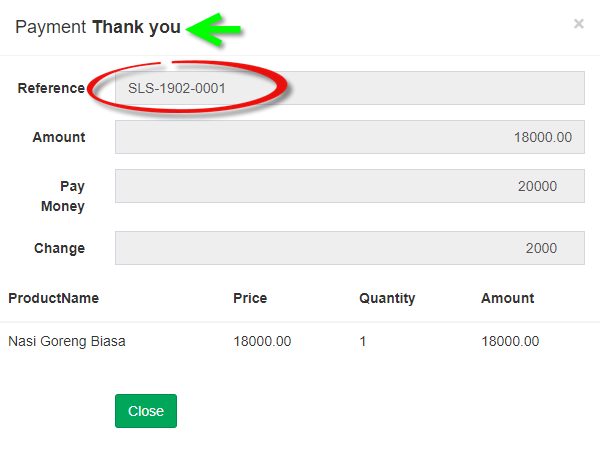 Payment Thank you ×
Reference SLS-1902-0001
Amount 18000.00
Pay 20000
Money
Change 2000
ProductName Price Quantity Amount
Nasi Goreng Biasa 18000.00 1 18000.00
Close